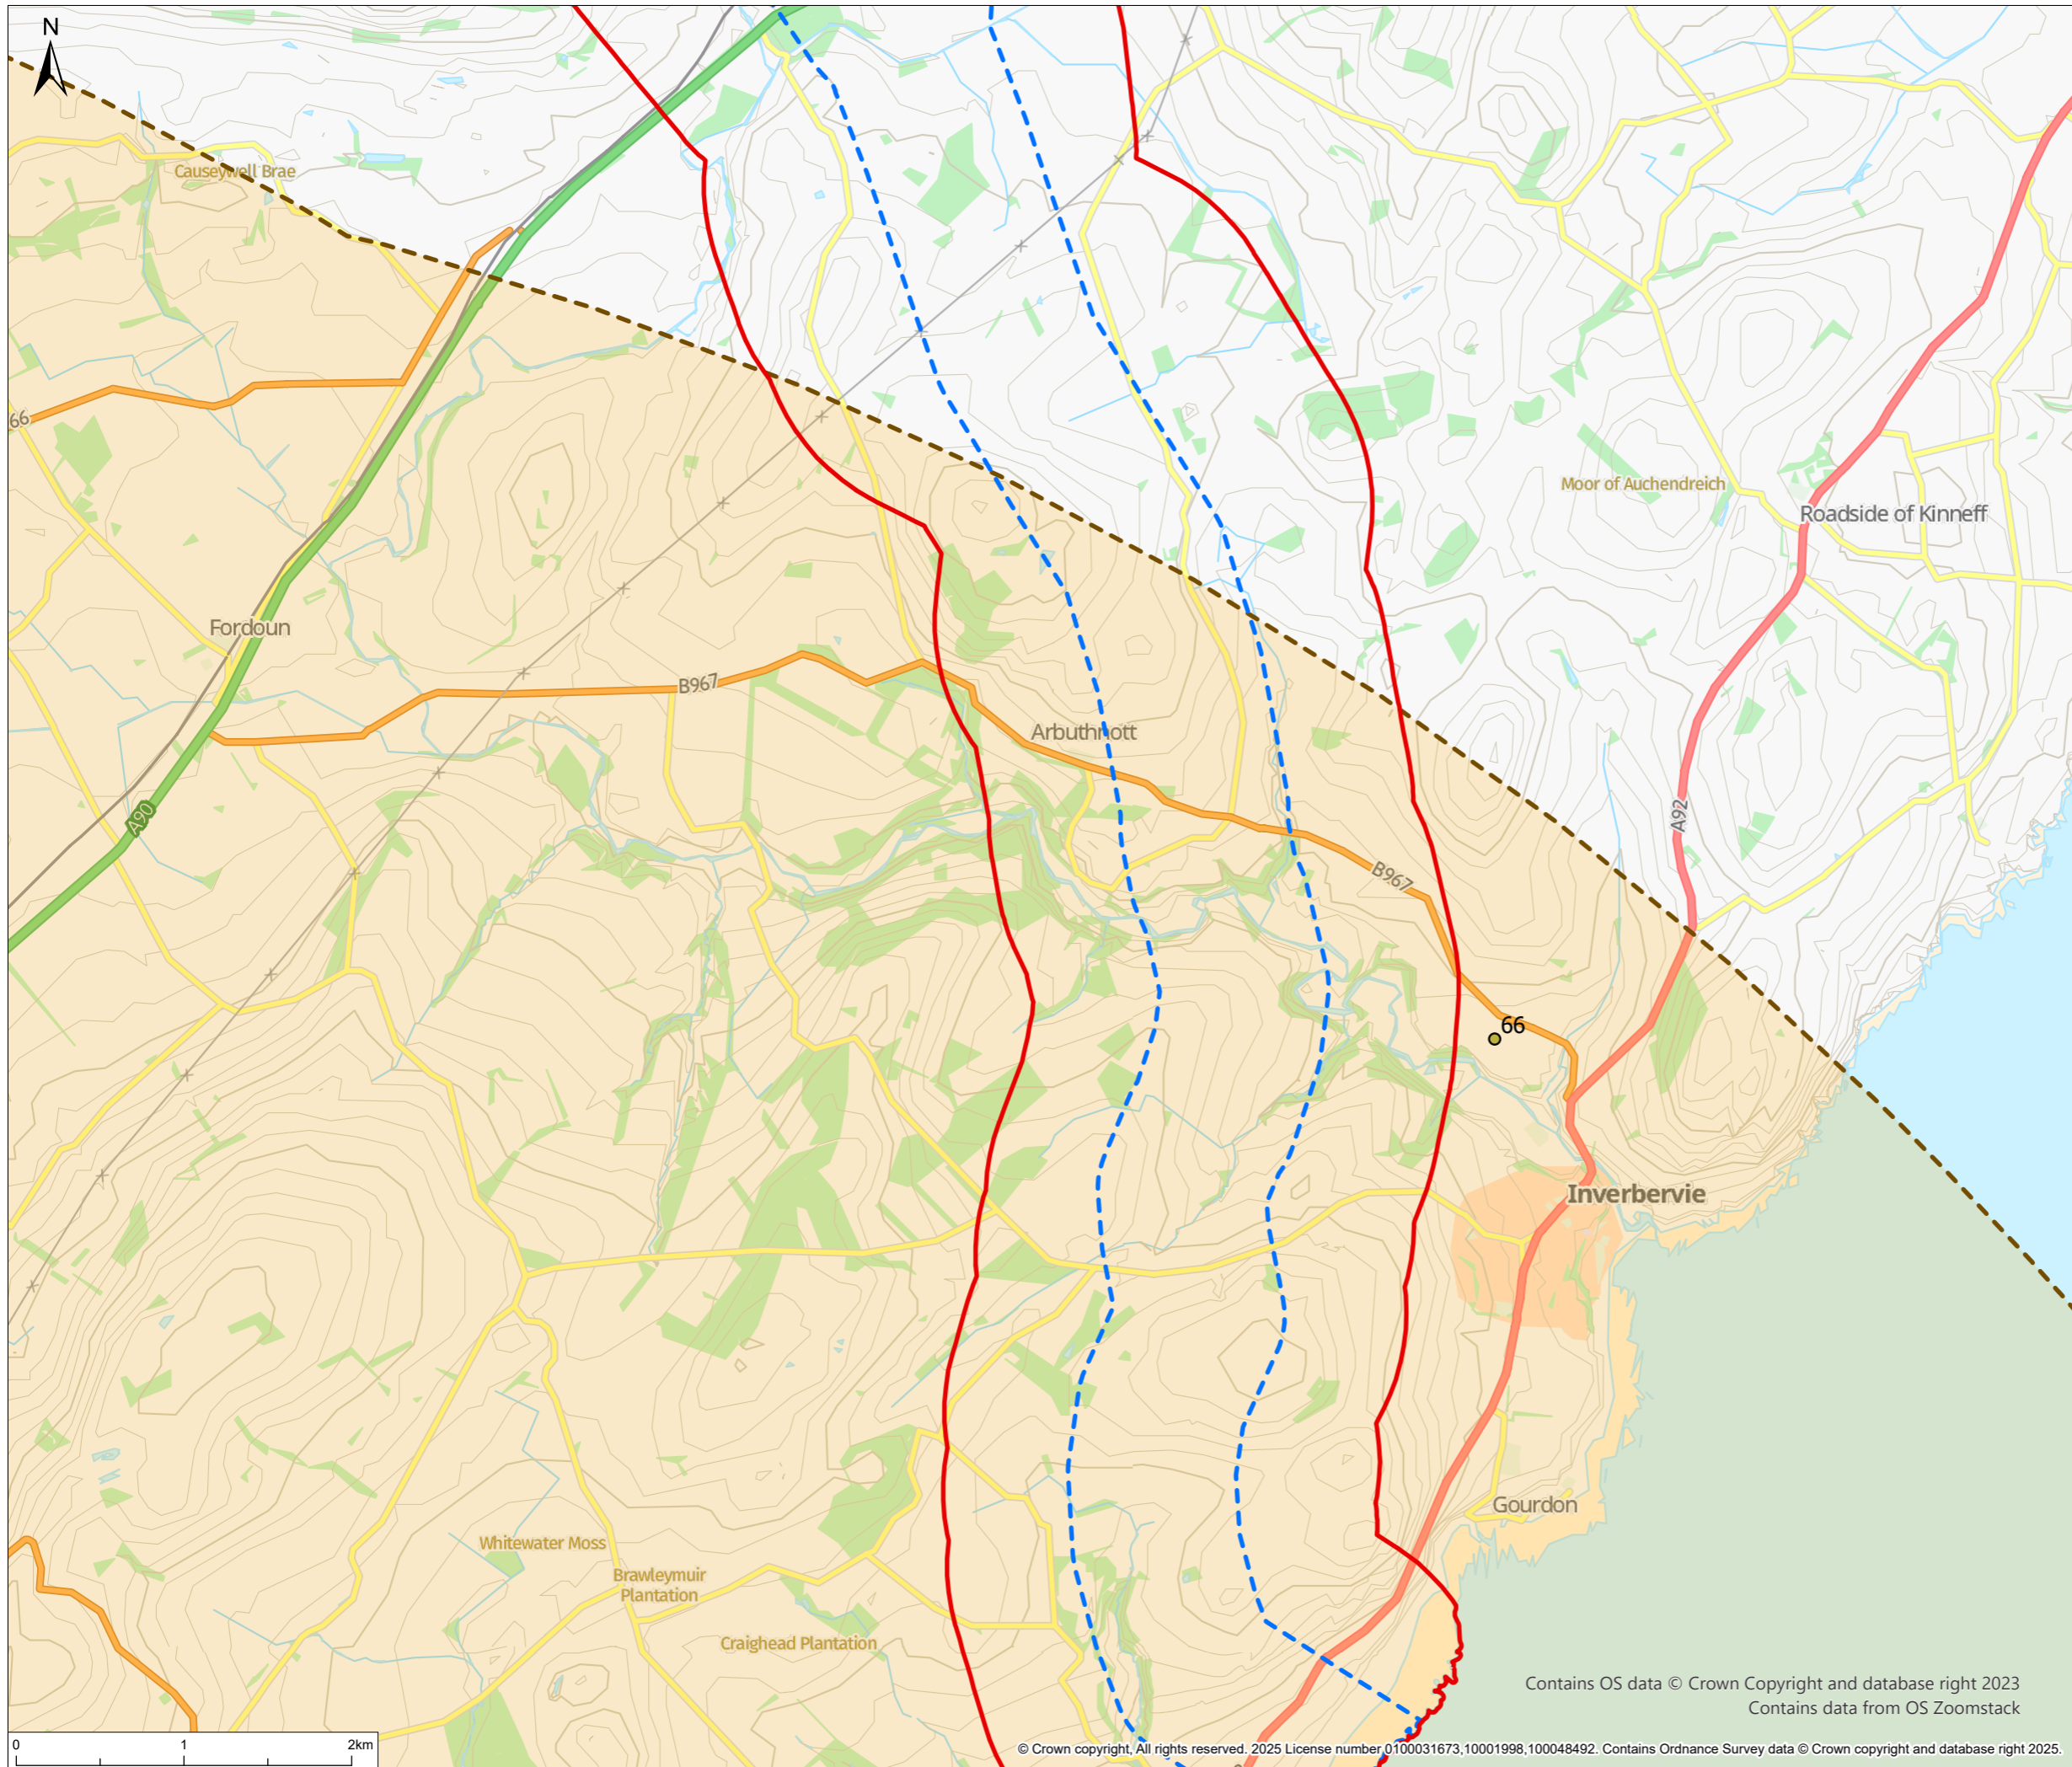 N
Causeywell Brae
66
Moor of Auchendreich
Roadside of Kinneff
Fordoun
B967
Arbuthnott
A90
A92
B967
66
Inverbervie
Gourdon
Whitewater Moss
Brawleymuir
Plantation
Craighead Plantation
Contains OS data © Crown Copyright and database right 2023
Contains data from OS Zoomstack
0 1 2km
© Crown copyright, All rights reserved. 2025 License number 0100031673,10001998,100048492. Contains Ordnance Survey data © Crown copyright and database right 2025.